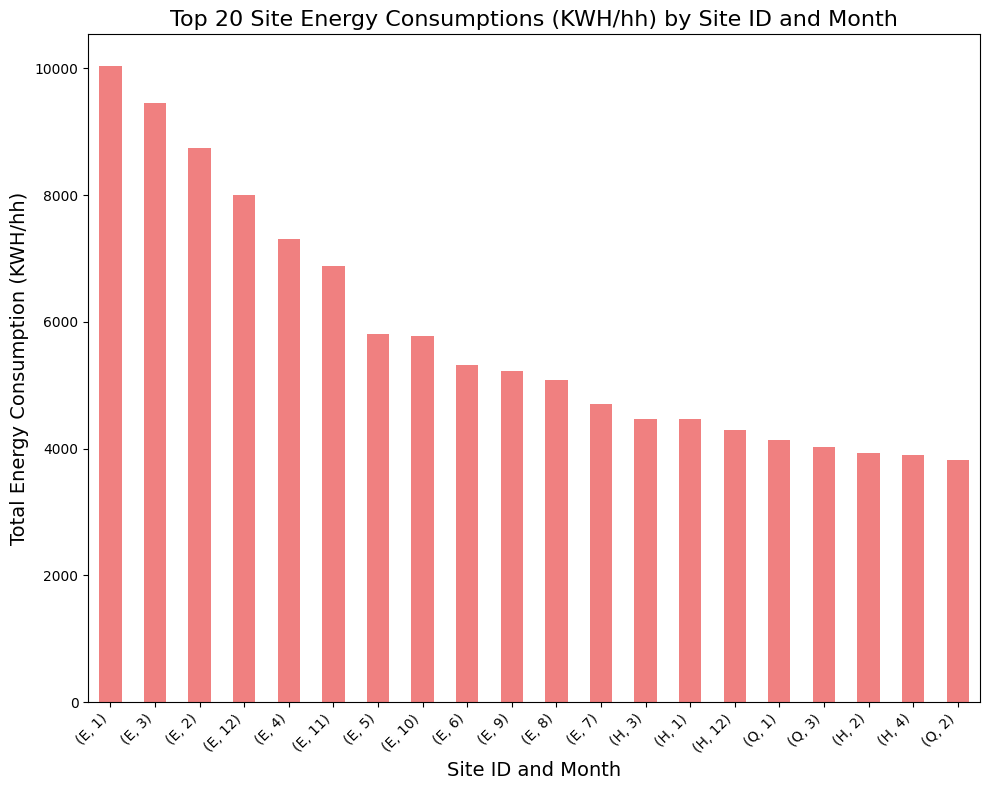 Top 20 Site Energy Consumptions (KWH/hh) by Site ID and Month
Total Energy Consumption (KWH/hh)
10000
8000
6000
4000
2000
0
(E, 1)
(E, 3)
(E, 2)
(E, 12)
(E, 4)
(E, 11)
(E, 5)
(E, 10)
(E, 6)
(E, 9)
(E, 8)
(E, 7)
(H, 3)
(H, 1)
(H, 12)
(Q, 1)
(Q, 3)
(H, 2)
(H, 4)
(Q, 2)
Site ID and Month